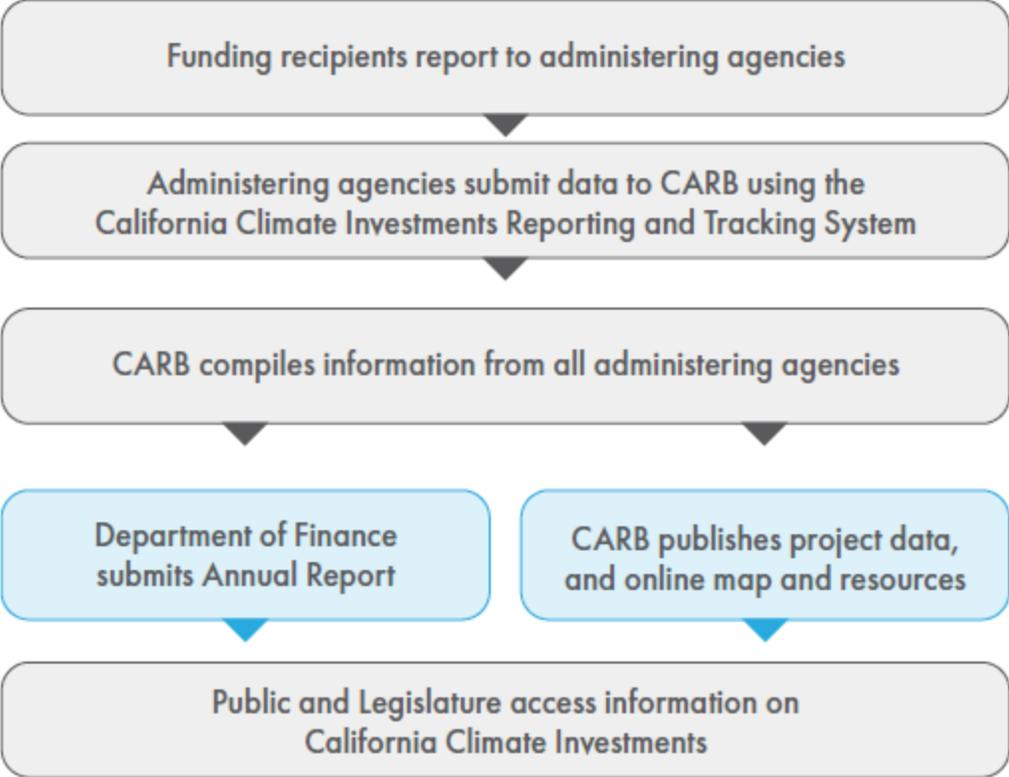 Funding recipients report to administering agencies
Administering agencies submit data to CARB using the
California Climate Investments Reporting and Tracking System
CARB compiles information from all administering agencies
Department of Finance
submits Annual Report
CARB publishes project data,
and online map and resources
Public and Legislature access information on
California Climate Investments